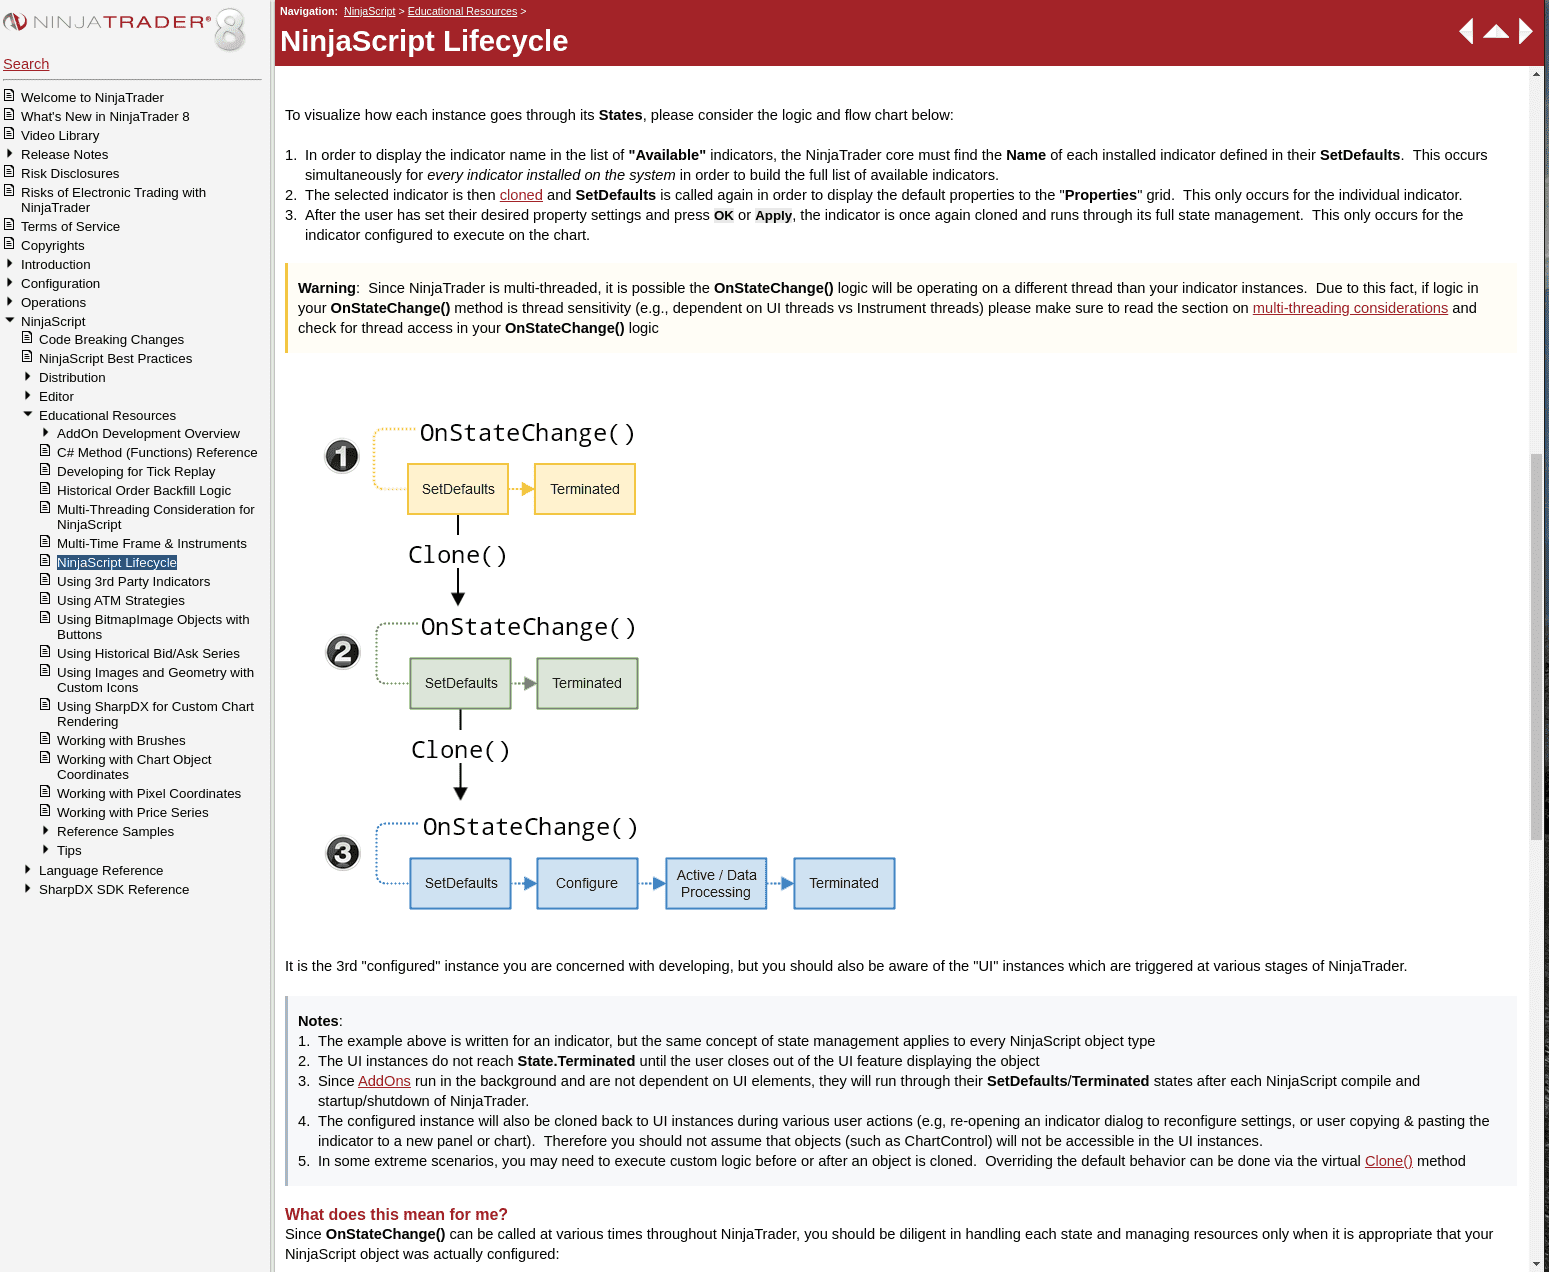 NINJATRADER® 8
Search
Welcome to NinjaTrader
What's New in NinjaTrader 8
Video Library
Release Notes
Risk Disclosures
Risks of Electronic Trading with
NinjaTrader
Terms of Service
Copyrights
Introduction
Configuration
Operations
NinjaScript
Code Breaking Changes
NinjaScript Best Practices
Distribution
Editor
Educational Resources
AddOn Development Overview
C# Method (Functions) Reference
Developing for Tick Replay
Historical Order Backfill Logic
Multi-Threading Consideration for
NinjaScript
Multi-Time Frame & Instruments
NinjaScript Lifecycle
Using 3rd Party Indicators
Using ATM Strategies
Using BitmapImage Objects with
Buttons
Using Historical Bid/Ask Series
Using Images and Geometry with
Custom Icons
Using SharpDX for Custom Chart
Rendering
Working with Brushes
Working with Chart Object
Coordinates
Working with Pixel Coordinates
Working with Price Series
Reference Samples
Tips
Language Reference
SharpDX SDK Reference
Navigation: NinjaScript > Educational Resources >
NinjaScript Lifecycle
To visualize how each instance goes through its States, please consider the logic and flow chart below:
1. In order to display the indicator name in the list of "Available" indicators, the NinjaTrader core must find the Name of each installed indicator defined in their SetDefaults. This occurs
simultaneously for every indicator installed on the system in order to build the full list of available indicators.
2. The selected indicator is then cloned and SetDefaults is called again in order to display the default properties to the "Properties" grid. This only occurs for the individual indicator.
3. After the user has set their desired property settings and press OK or Apply, the indicator is once again cloned and runs through its full state management. This only occurs for the
indicator configured to execute on the chart.
Warning: Since NinjaTrader is multi-threaded, it is possible the OnStateChange() logic will be operating on a different thread than your indicator instances. Due to this fact, if logic in
your OnStateChange() method is thread sensitivity (e.g., dependent on UI threads vs Instrument threads) please make sure to read the section on multi-threading considerations and
check for thread access in your OnStateChange() logic
OnStateChange()
1
SetDefaults Terminated
Clone()
OnStateChange()
2
SetDefaults Terminated
Clone()
OnStateChange()
3
SetDefaults Configure Active / Data Processing Terminated
It is the 3rd "configured" instance you are concerned with developing, but you should also be aware of the "UI" instances which are triggered at various stages of NinjaTrader.
Notes:
1. The example above is written for an indicator, but the same concept of state management applies to every NinjaScript object type
2. The UI instances do not reach State.Terminated until the user closes out of the UI feature displaying the object
3. Since AddOns run in the background and are not dependent on UI elements, they will run through their SetDefaults/Terminated states after each NinjaScript compile and
startup/shutdown of NinjaTrader.
4. The configured instance will also be cloned back to UI instances during various user actions (e.g, re-opening an indicator dialog to reconfigure settings, or user copying & pasting the
indicator to a new panel or chart). Therefore you should not assume that objects (such as ChartControl) will not be accessible in the UI instances.
5. In some extreme scenarios, you may need to execute custom logic before or after an object is cloned. Overriding the default behavior can be done via the virtual Clone() method
What does this mean for me?
Since OnStateChange() can be called at various times throughout NinjaTrader, you should be diligent in handling each state and managing resources only when it is appropriate that your
NinjaScript object was actually configured: